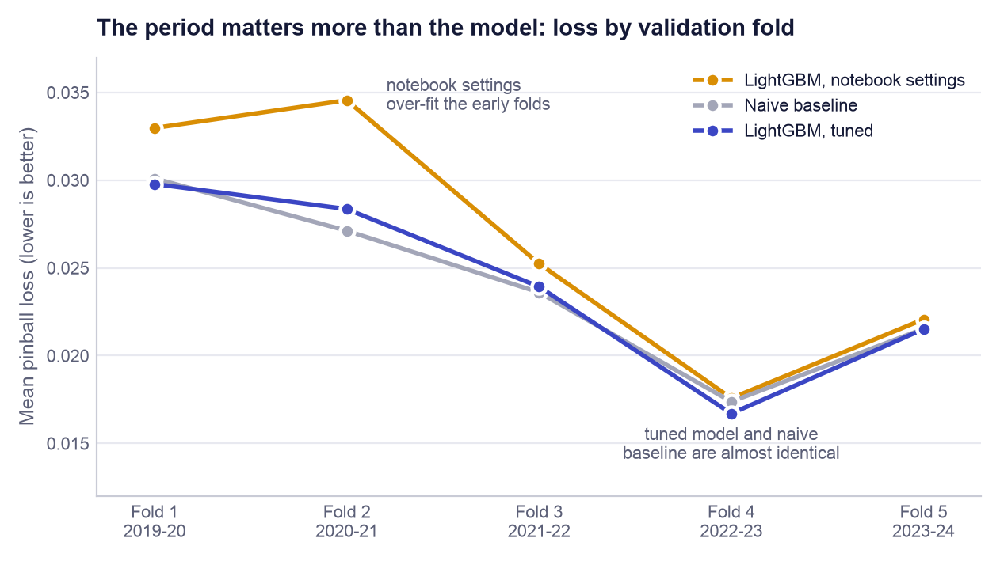 The period matters more than the model: loss by validation fold
notebook settings
over-fit the early folds
LightGBM, notebook settings
Naive baseline
LightGBM, tuned
Mean pinball loss (lower is better)
0.035
0.030
0.025
0.020
0.015
tuned model and naive
baseline are almost identical
Fold 1
2019-20
Fold 2
2020-21
Fold 3
2021-22
Fold 4
2022-23
Fold 5
2023-24